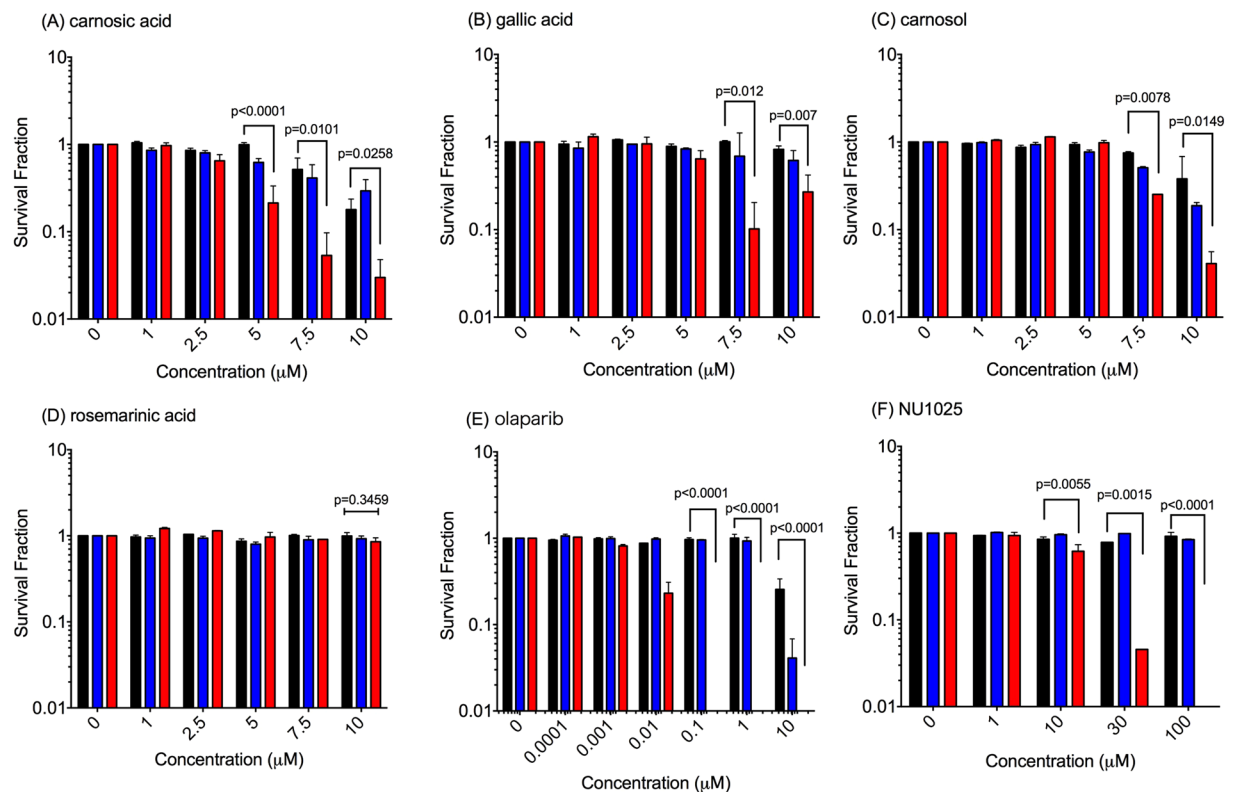 (A) carnosic acid
10
1
0.1
0.01
Survival Fraction
p<0.0001
p=0.0101
p=0.0258
0
1
2.5
5
7.5
10
Concentration (μM)
(B) gallic acid
10
1
0.1
0.01
Survival Fraction
p=0.012
p=0.007
0
1
2.5
5
7.5
10
Concentration (μM)
(C) carnosol
10
1
0.1
0.01
Survival Fraction
p=0.0078
p=0.0149
0
1
2.5
5
7.5
10
Concentration (μM)
(D) rosemarinic acid
10
1
0.1
0.01
Survival Fraction
p=0.3459
0
1
2.5
5
7.5
10
Concentration (μM)
(E) olaparib
10
1
0.1
0.01
Survival Fraction
p<0.0001
p<0.0001
p<0.0001
0
0.0001
0.001
0.01
0.1
1
10
Concentration (μM)
(F) NU1025
10
1
0.1
0.01
Survival Fraction
p=0.0055
p=0.0015
p<0.0001
0
1
10
30
100
Concentration (μM)